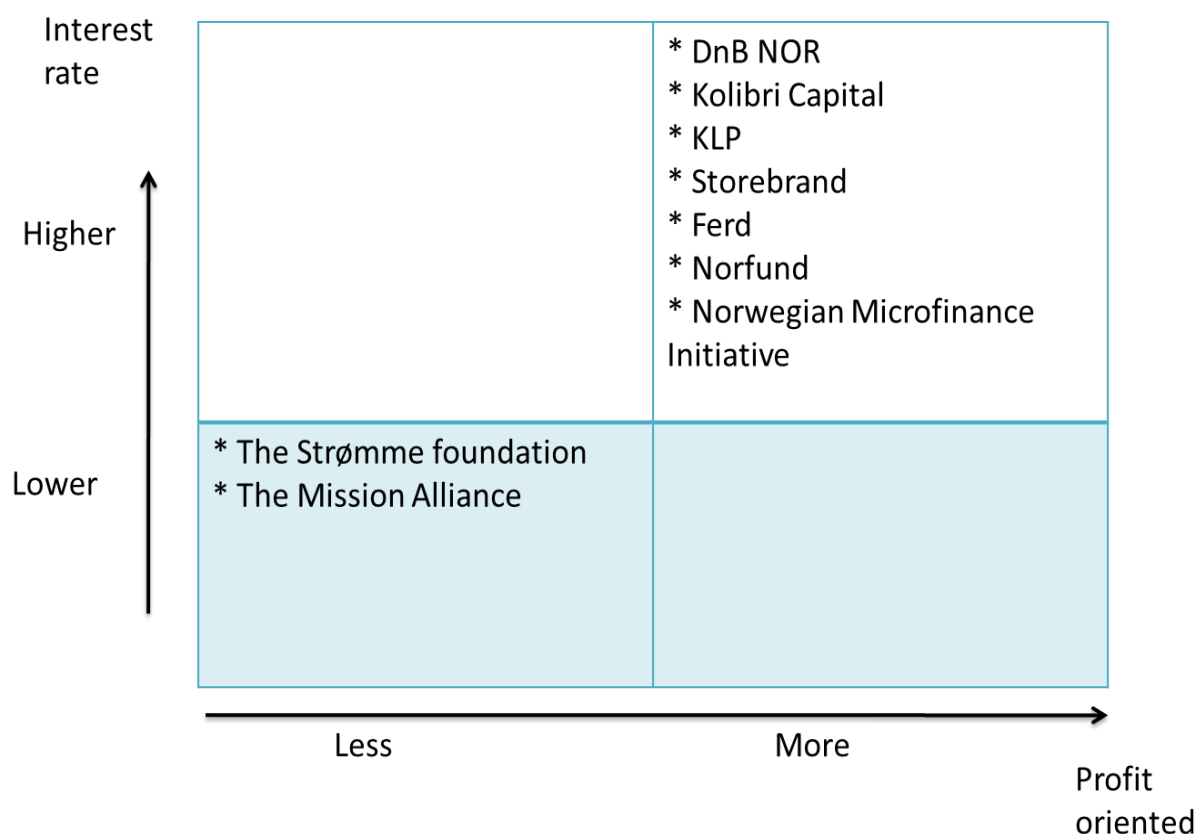 Interest
rate
* DnB NOR
* Kolibri Capital
* KLP
* Storebrand
* Ferd
* Norfund
* Norwegian Microfinance
Initiative
Higher
* The Strømme foundation
* The Mission Alliance
Lower
Less
More
Profit
oriented